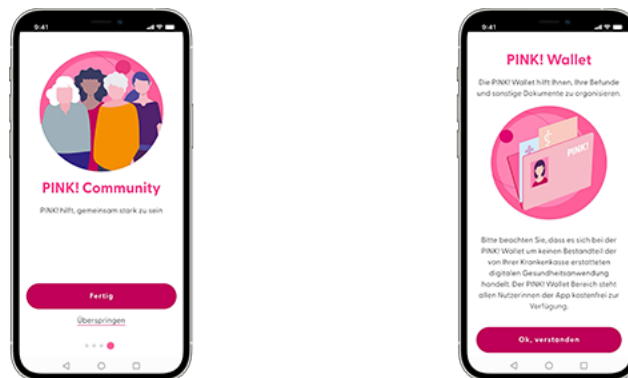 9:41
PINK! Community
PINK! hilft, gemeinsam stark zu sein
Fertig
Überspringen
9:41
PINK! Wallet
Die PINK! Wallet hilft Ihnen, Ihre Befunde
und sonstige Dokumente zu organisieren.
PINK!
Bitte beachten Sie, dass es sich bei der
PINK! Wallet um keinen Bestandteil der
von Ihrer Krankenkasse erstatteten
digitalen Gesundheitsanwendung
handelt. Der PINK! Wallet Bereich steht
allen Nutzerinnen der App kostenfrei zur
Verfügung.
Ok, verstanden